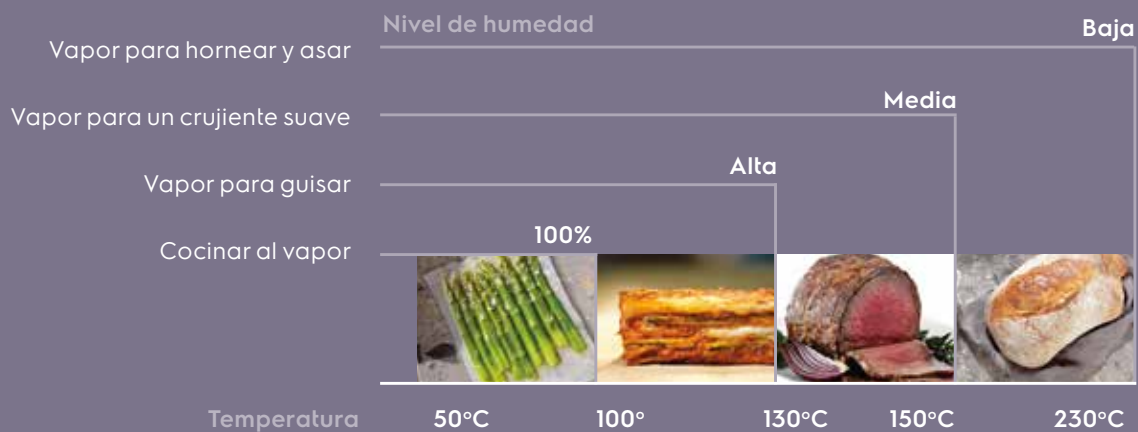 Nivel de humedad
Baja
Vapor para hornear y asar
Media
Vapor para un crujiente suave
Alta
Vapor para guisar
100%
Cocinar al vapor
Temperatura 50°C 100° 130°C 150°C 230°C